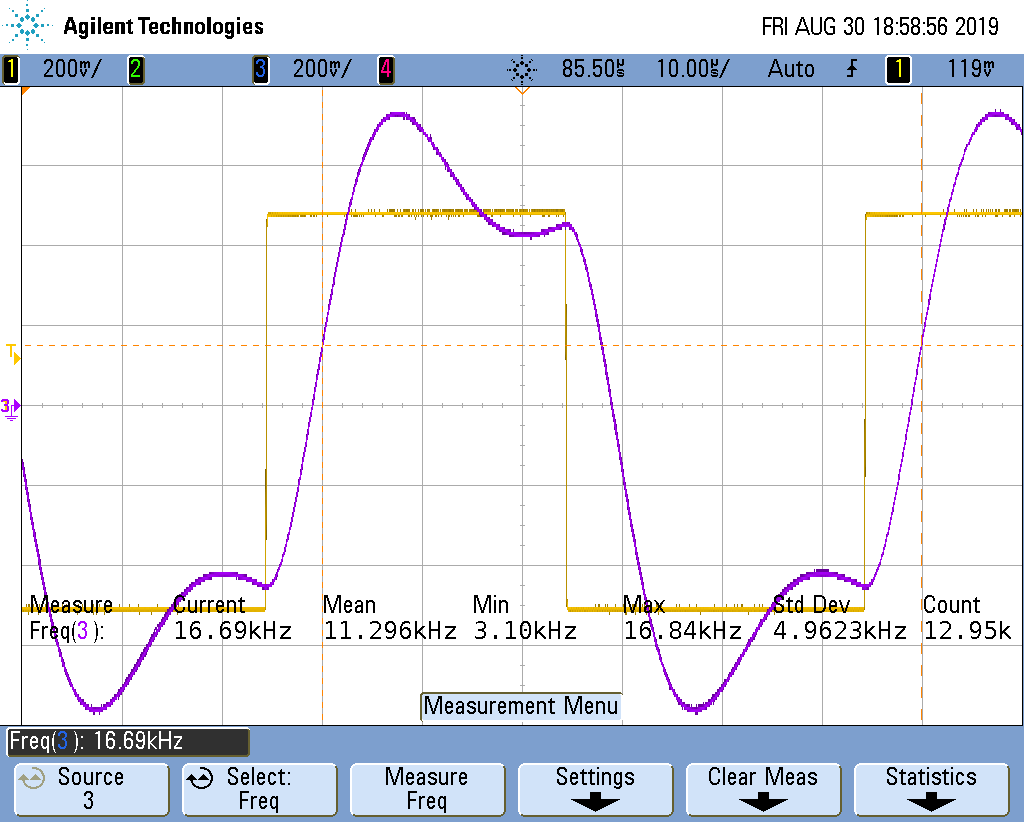 Agilent Technologies FRI AUG 30 18:58:56 2019
1 200mV/ 2 3 200mV/ 4 85.50µs 10.00µs/ Auto 1 119mV
T
3
Measure Current Mean Min Max Std Dev Count
Freq(3): 16.69kHz 11.296kHz 3.10kHz 16.84kHz 4.9623kHz 12.95k
Measurement Menu
Freq(3): 16.69kHz
Source Select: Measure Settings Clear Meas Statistics
3 Freq Freq